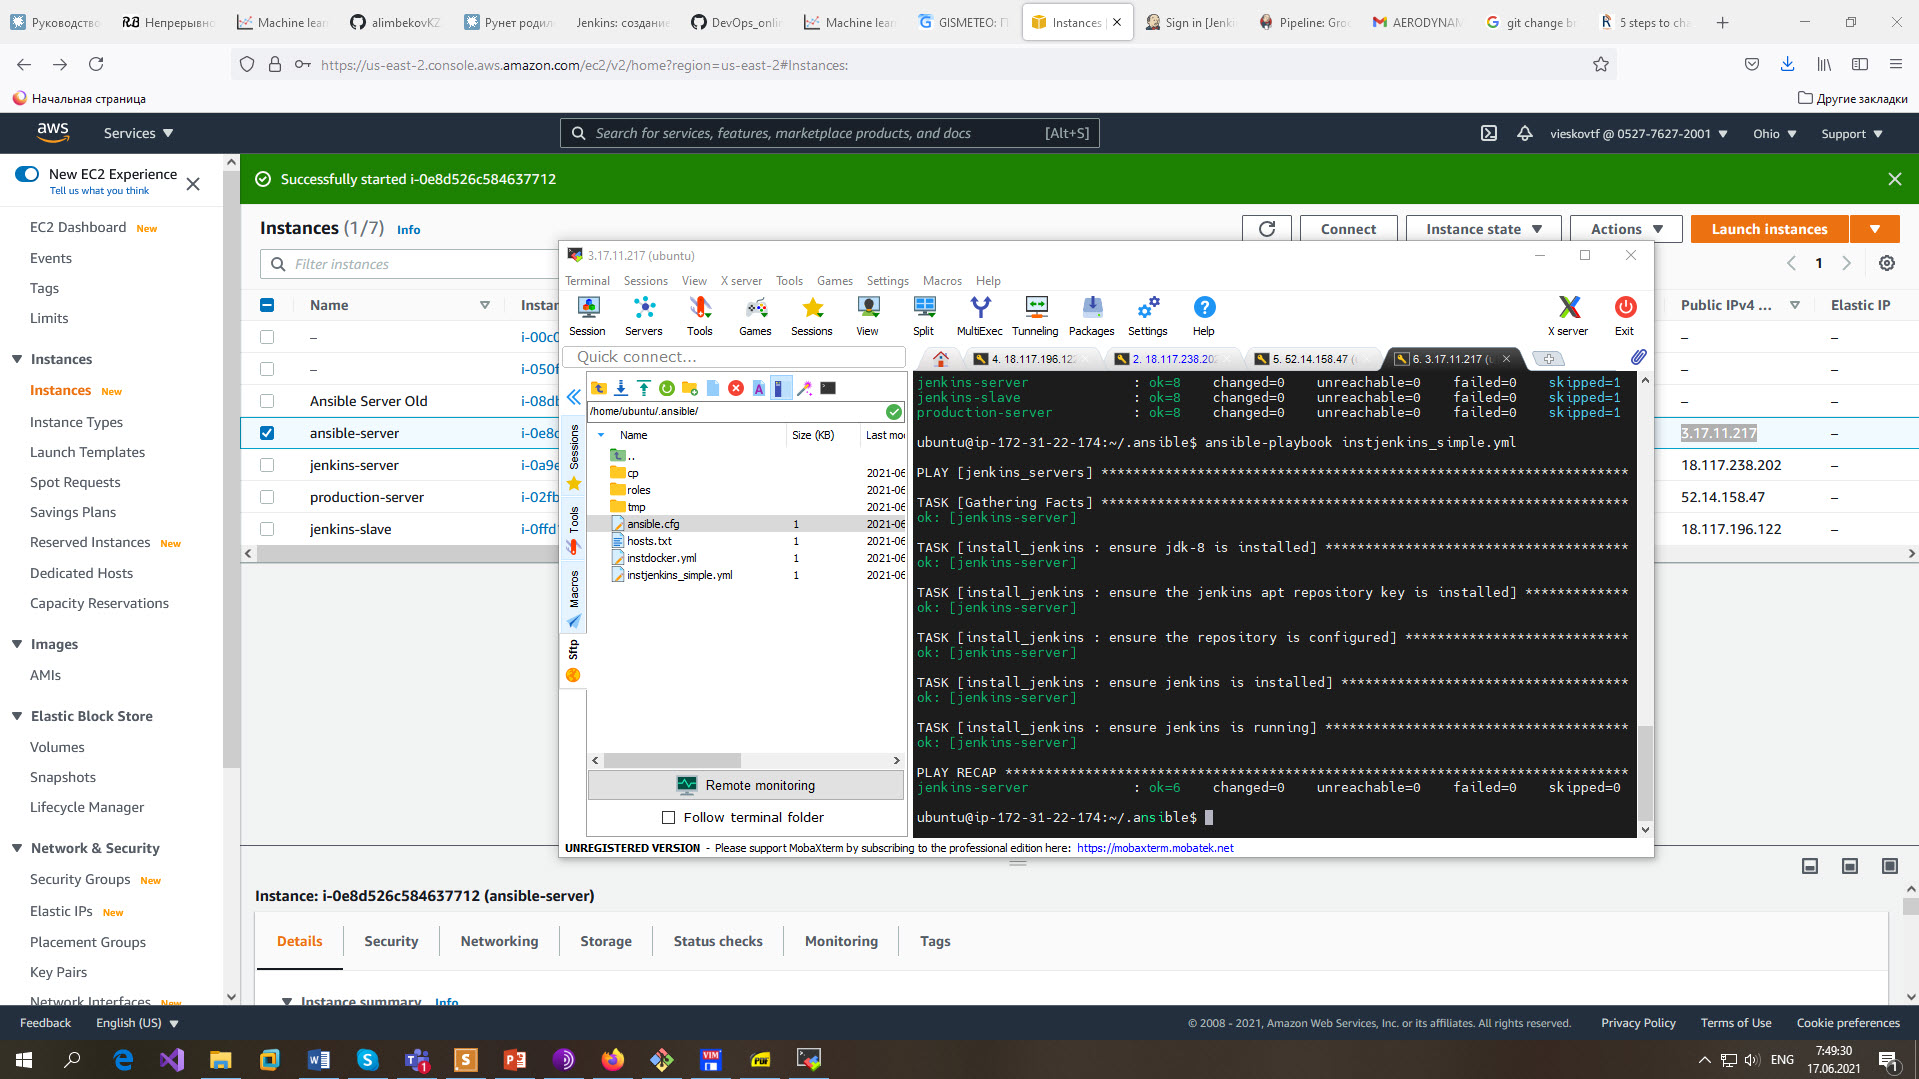 Руководство
Непрерывно
Machine lear
alimbekovKZ
Рунет родил
Jenkins: создание
DevOps_onlin
Machine lear
GISMETEO: П
Instances |
Sign in [Jenki
Pipeline: Groo
AERODYNAM
git change br
5 steps to cha
https://us-east-2.console.aws.amazon.com/ec2/v2/home?region=us-east-2#Instances:
Начальная страница
Другие закладки
aws
Services
Search for services, features, marketplace products, and docs [Alt+S]
vieskovtf @ 0527-7627-2001
Ohio
Support
New EC2 Experience
Tell us what you think
Successfully started i-0e8d526c584637712
EC2 Dashboard New
Events
Tags
Limits
Instances
Instances New
Instance Types
Launch Templates
Spot Requests
Savings Plans
Reserved Instances New
Dedicated Hosts
Capacity Reservations
Images
AMIs
Elastic Block Store
Volumes
Snapshots
Lifecycle Manager
Network & Security
Security Groups New
Elastic IPs New
Placement Groups
Key Pairs
Network Interfaces New
Instances (1/7) Info
Connect
Instance state
Actions
Launch instances
Filter instances
1
Name
Instan
Public IPv4 ...
Elastic IP
– i-00c0 – –
– i-050f – –
Ansible Server Old i-08db – –
ansible-server i-0e8d 3.17.11.217 –
jenkins-server i-0a9e 18.117.238.202 –
production-server i-02fb 52.14.158.47 –
jenkins-slave i-0ffd 18.117.196.122 –
3.17.11.217 (ubuntu)
Terminal Sessions View X server Tools Games Settings Macros Help
Session Servers Tools Games Sessions View Split MultiExec Tunneling Packages Settings Help
X server Exit
Quick connect...
4. 18.117.196.122
2. 18.117.238.202
5. 52.14.158.47 (
6. 3.17.11.217 (u
Sessions
Tools
Macros
Sftp
/home/ubuntu/.ansible/
Name Size (KB) Last mo
..
cp 2021-06
roles 2021-06
tmp 2021-06
ansible.cfg 1 2021-06
hosts.txt 1 2021-06
instdocker.yml 1 2021-06
instjenkins_simple.yml 1 2021-06
Remote monitoring
Follow terminal folder
jenkins-server : ok=8 changed=0 unreachable=0 failed=0 skipped=1
jenkins-slave : ok=8 changed=0 unreachable=0 failed=0 skipped=1
production-server : ok=8 changed=0 unreachable=0 failed=0 skipped=1
ubuntu@ip-172-31-22-174:~/.ansible$ ansible-playbook instjenkins_simple.yml
PLAY [jenkins_servers] ******************************************************************
TASK [Gathering Facts] ******************************************************************
ok: [jenkins-server]
TASK [install_jenkins : ensure jdk-8 is installed] **************************************
ok: [jenkins-server]
TASK [install_jenkins : ensure the jenkins apt repository key is installed] *************
ok: [jenkins-server]
TASK [install_jenkins : ensure the repository is configured] ****************************
ok: [jenkins-server]
TASK [install_jenkins : ensure jenkins is installed] ************************************
ok: [jenkins-server]
TASK [install_jenkins : ensure jenkins is running] **************************************
ok: [jenkins-server]
PLAY RECAP ******************************************************************************
jenkins-server : ok=6 changed=0 unreachable=0 failed=0 skipped=0
ubuntu@ip-172-31-22-174:~/.ansible$
UNREGISTERED VERSION - Please support MobaXterm by subscribing to the professional edition here: https://mobaxterm.mobatek.net
Instance: i-0e8d526c584637712 (ansible-server)
Details Security Networking Storage Status checks Monitoring Tags
Instance summary Info
Feedback
English (US)
© 2008 - 2021, Amazon Web Services, Inc. or its affiliates. All rights reserved.
Privacy Policy
Terms of Use
Cookie preferences
ENG
7:49:30
17.06.2021